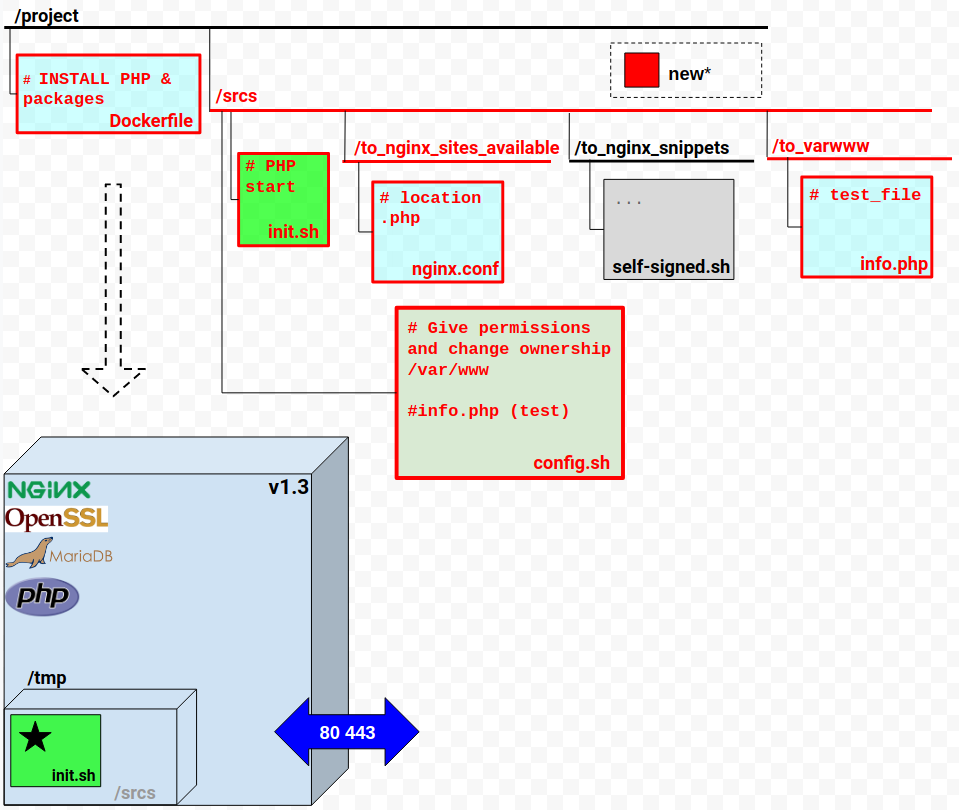 /project
# INSTALL PHP &
packages
Dockerfile
new*
/srcs
# PHP
start
init.sh
/to_nginx_sites_available
# location
.php
nginx.conf
/to_nginx_snippets
...
self-signed.sh
/to_varwww
# test_file
info.php
# Give permissions
and change ownership
/var/www
#info.php (test)
config.sh
v1.3
NGiNX
OpenSSL
MariaDB
php
/tmp
init.sh
/srcs
80 443